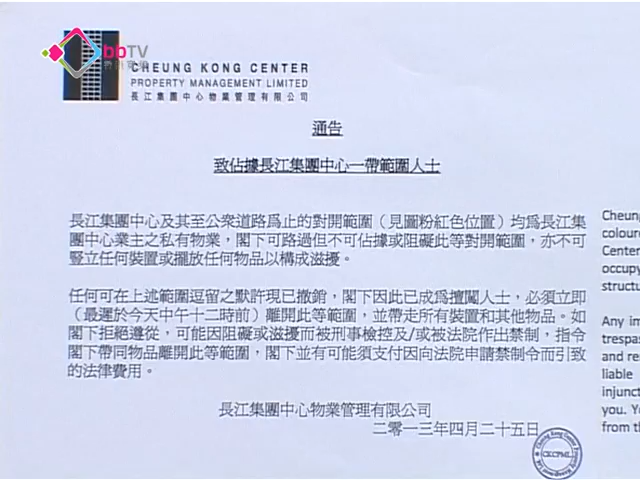 bbTV
CHEUNG KONG CENTER
PROPERTY MANAGEMENT LIMITED
長江集團中心物業管理有限公司
通告
致佔據長江集團中心一帶範圍人士
長江集團中心及其至公眾道路爲止的對開範圍（見圖粉紅色位置）均爲長江集
團中心業主之私有物業，閣下可路過但不可佔據或阻礙此等對開範圍，亦不可
豎立任何裝置或擺放任何物品以構成滋擾。
任何可在上述範圍逗留之默許現已撤銷，閣下因此已成爲擅闖人士，必須立即
（最遲於今天中午十二時前）離開此等範圍，並帶走所有裝置和其他物品。如
閣下拒絕遵從，可能因阻礙或滋擾而被刑事檢控及/或被法院作出禁制，指令
閣下帶同物品離開此等範圍，閣下並有可能須支付因向法院申請禁制令而引致
的法律費用。
長江集團中心物業管理有限公司
二零一三年四月二十五日
CKCPML
Cheung
colour
Center
occupy
structu
Any im
trespas
and re
liable
injunct
you. Yo
from th